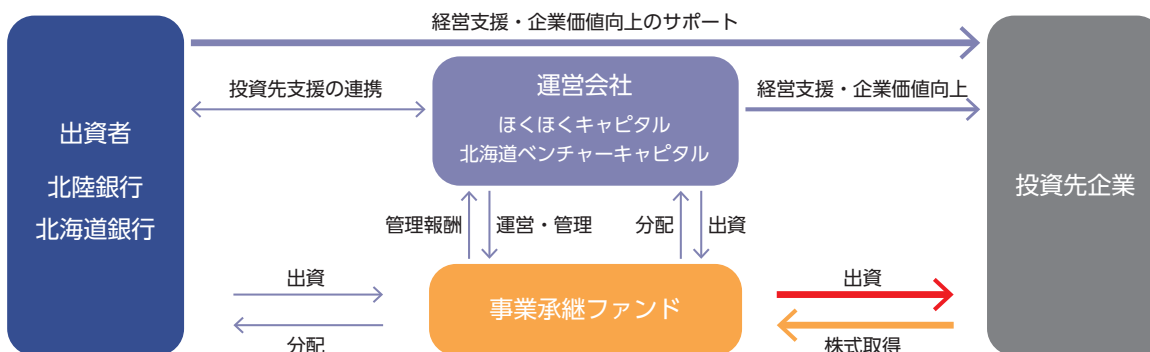 経営支援・企業価値向上のサポート
出資者
北陸銀行
北海道銀行
投資先支援の連携
運営会社
ほくほくキャピタル
北海道ベンチャーキャピタル
経営支援・企業価値向上
投資先企業
管理報酬
運営・管理
分配
出資
出資
分配
事業承継ファンド
出資
株式取得